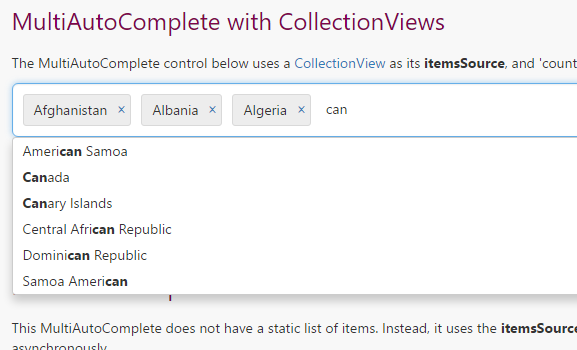 MultiAutoComplete with CollectionViews
The MultiAutoComplete control below uses a CollectionView as its itemsSource, and 'count
Afghanistan × Albania × Algeria × can
American Samoa
Canada
Canary Islands
Central African Republic
Dominican Republic
Samoa American
This MultiAutoComplete does not have a static list of items. Instead, it uses the itemsSourc
asynchronously